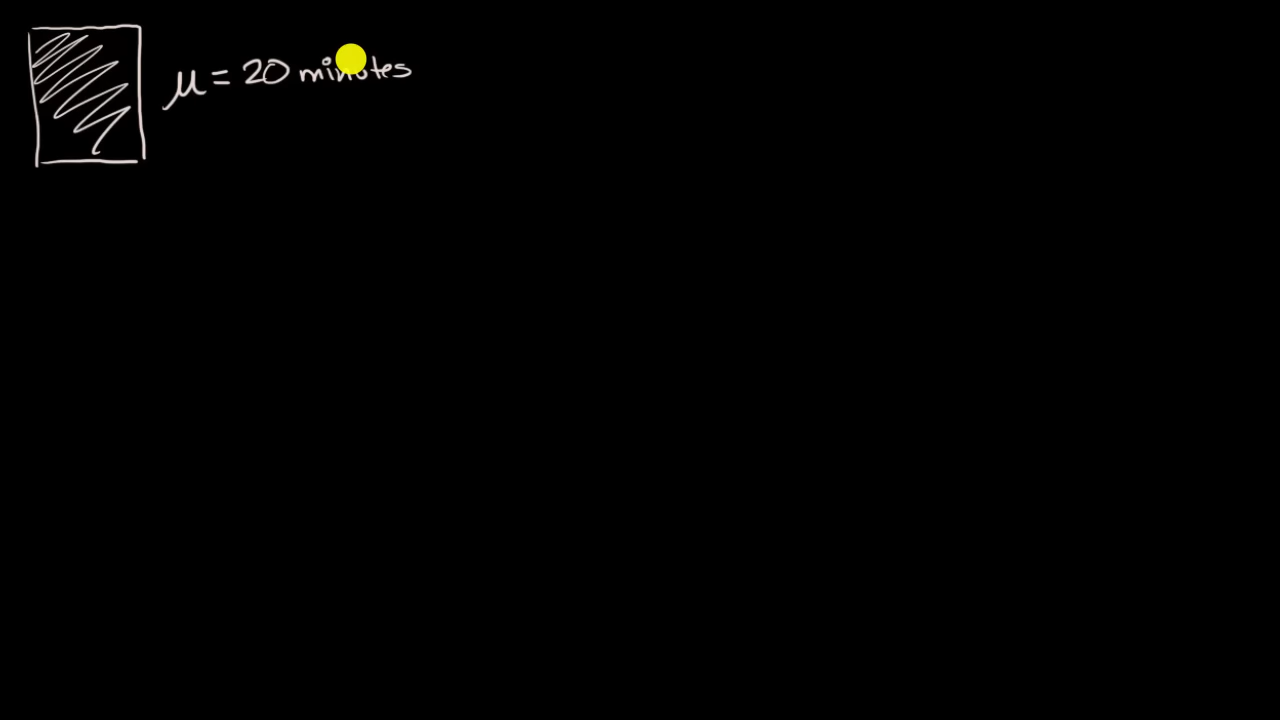 μ = 20 minutes